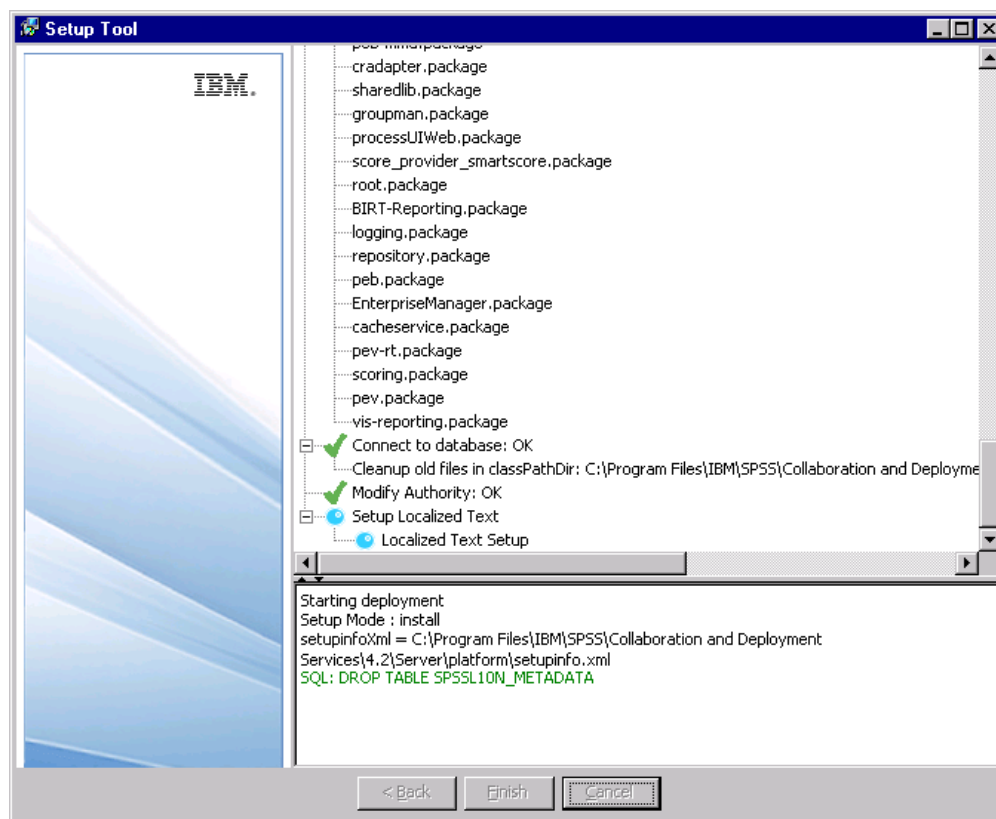 Setup Tool
IBM.
cradapter.package
sharedlib.package
groupman.package
processUIWeb.package
score_provider_smartscore.package
root.package
BIRT-Reporting.package
logging.package
repository.package
peb.package
EnterpriseManager.package
cacheservice.package
pev-rt.package
scoring.package
pev.package
vis-reporting.package
Connect to database: OK
Cleanup old files in classPathDir: C:\Program Files\IBM\SPSS\Collaboration and Deployme
Modify Authority: OK
Setup Localized Text
Localized Text Setup
Starting deployment
Setup Mode : install
setupinfoXml = C:\Program Files\IBM\SPSS\Collaboration and Deployment
Services\4.2\Server\platform\setupinfo.xml
SQL: DROP TABLE SPSSL10N_METADATA
< Back Finish Cancel